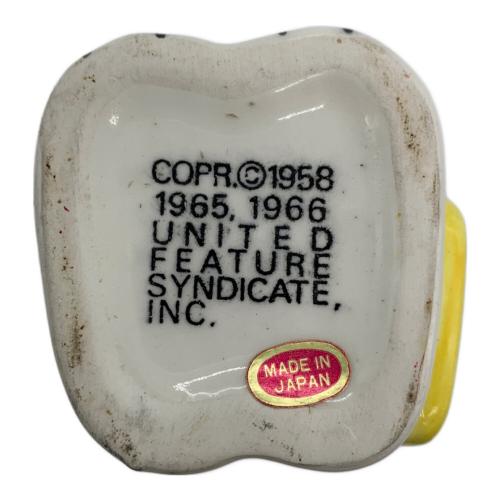 COPR.©1958
1965, 1966
UNITED
FEATURE
SYNDICATE,
INC.
MADE IN
JAPAN